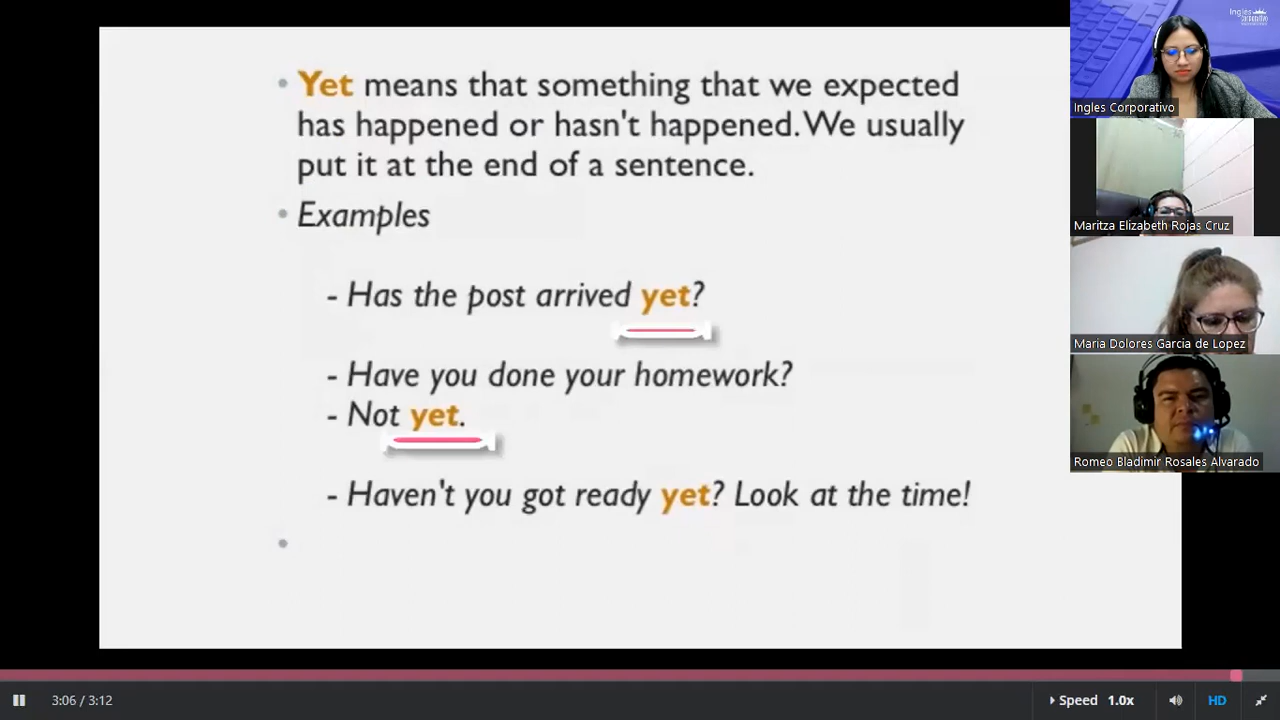 Yet means that something that we expected
has happened or hasn't happened. We usually
put it at the end of a sentence.
Examples
- Has the post arrived yet?
- Have you done your homework?
- Not yet.
- Haven't you got ready yet? Look at the time!
Ingles
corporativo
Ingles Corporativo
Maritza Elizabeth Rojas Cruz
Maria Dolores Garcia de Lopez
Romeo Bladimir Rosales Alvarado
3:06 / 3:12
Speed 1.0x
HD